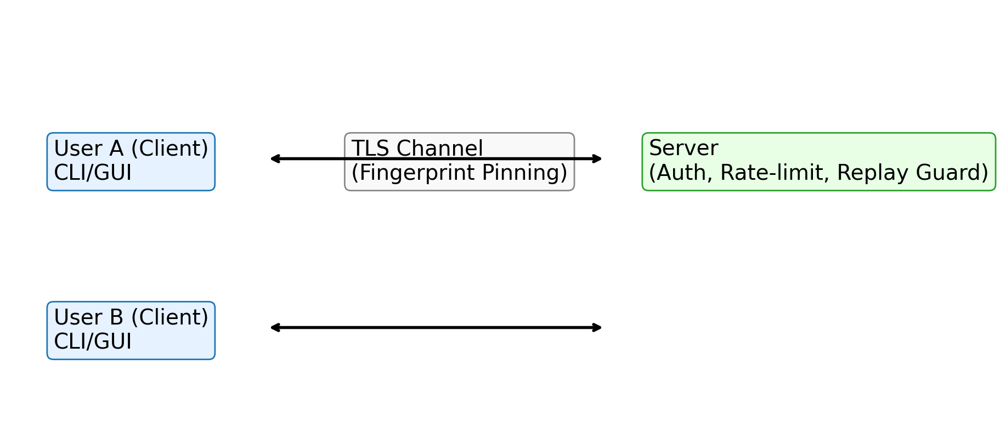 User A (Client)
CLI/GUI
TLS Channel
(Fingerprint Pinning)
Server
(Auth, Rate-limit, Replay Guard)
User B (Client)
CLI/GUI